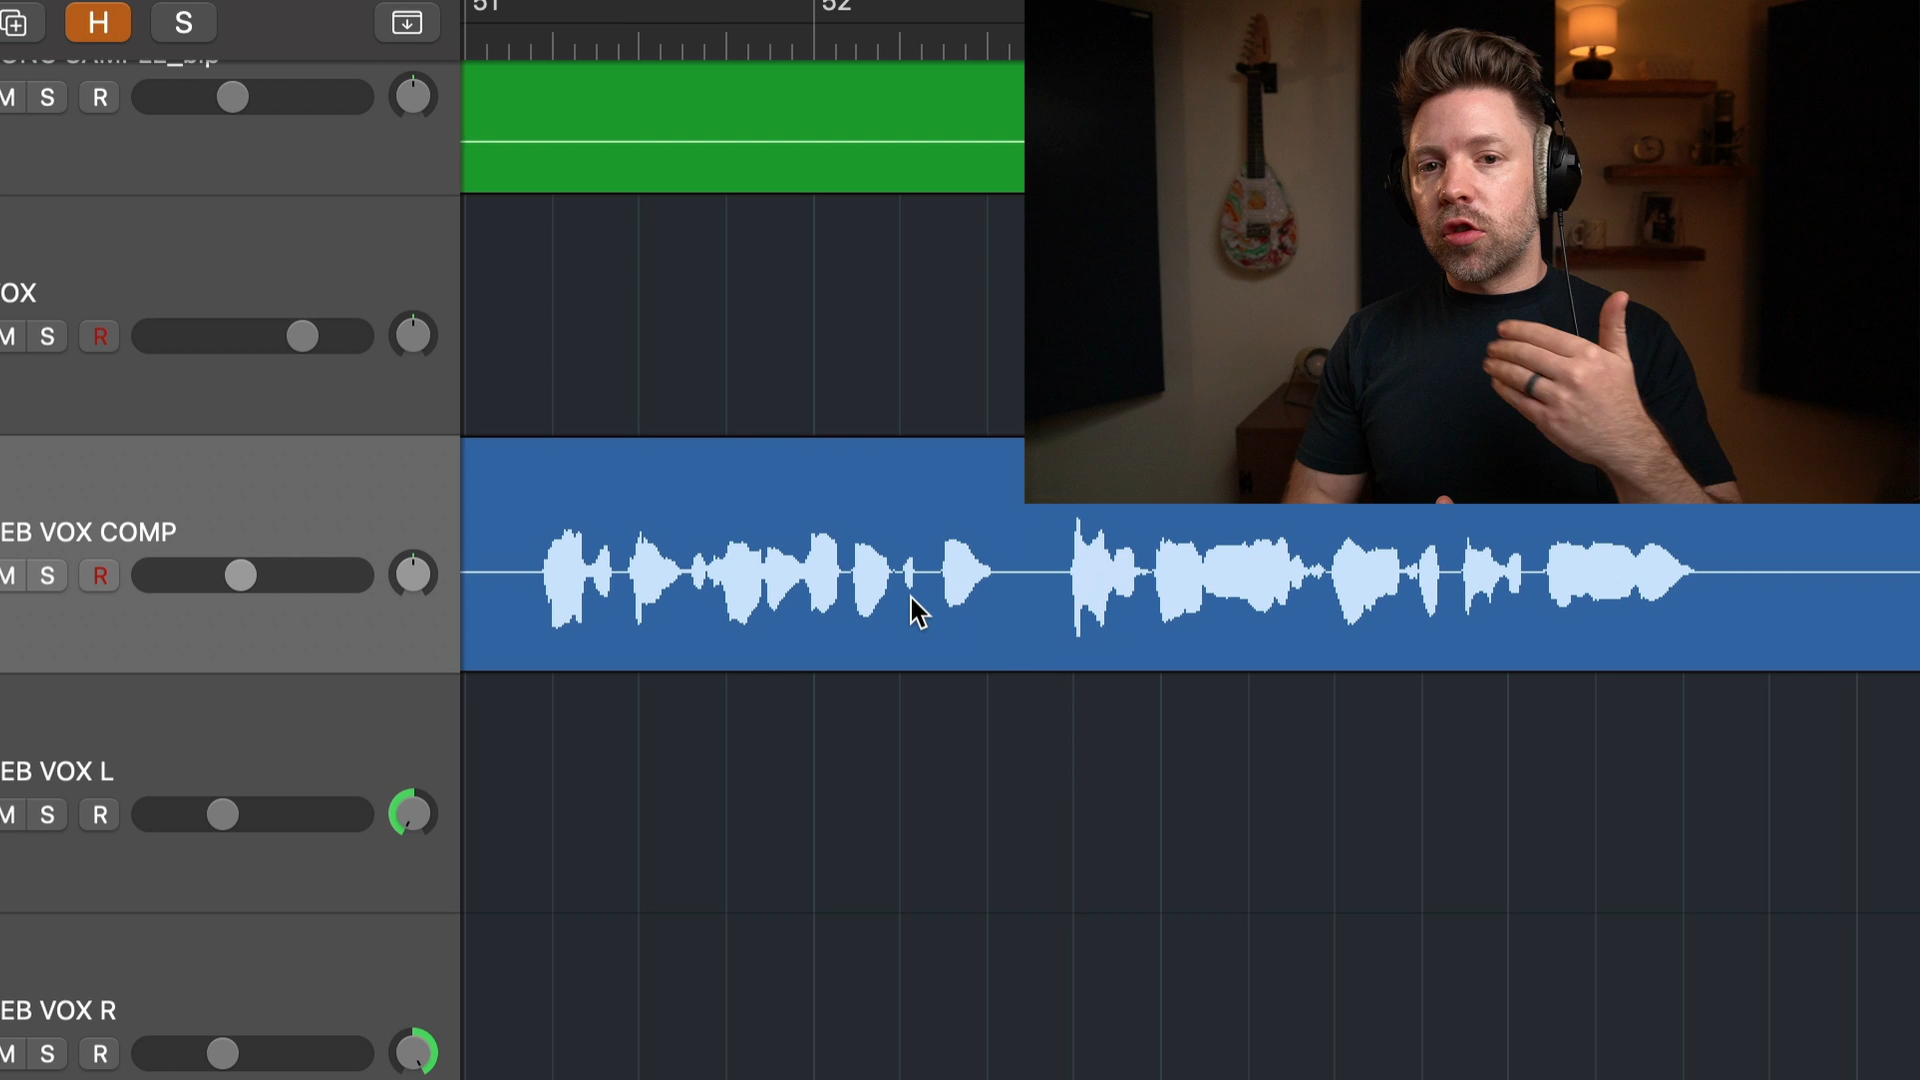 51 52
H S
M S R
OX
M S R
EB VOX COMP
M S R
EB VOX L
M S R
EB VOX R
M S R